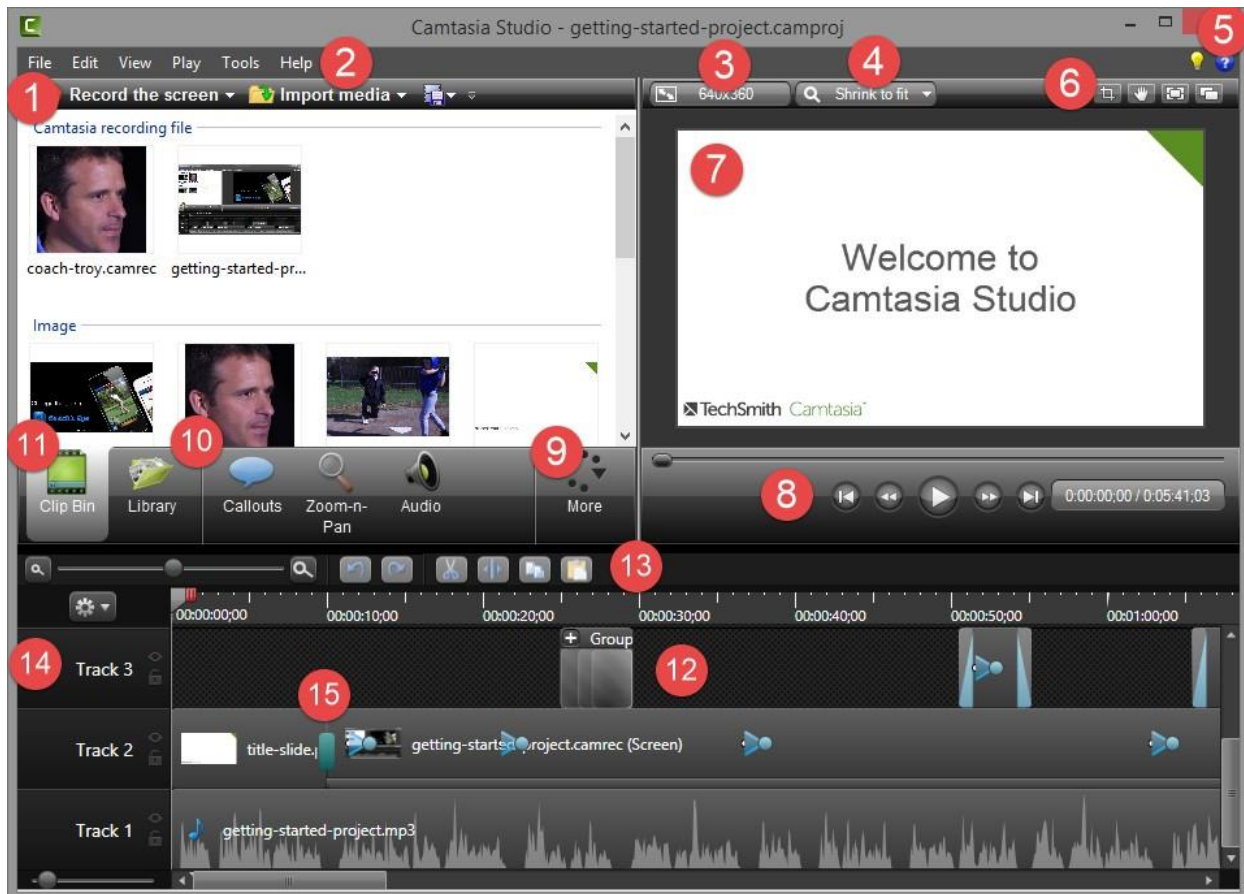 Camtasia Studio - getting-started-project.camproj
5
File Edit View Play Tools Help
2
3
4
6
1
Record the screen
Import media
640x360
Shrink to fit
Camtasia recording file
coach-troy.camrec
getting-started-pr...
Image
7
Welcome to
Camtasia Studio
TechSmith Camtasia
11
10
9
Clip Bin
Library
Callouts
Zoom-n-
Pan
Audio
More
8
0:00:00;00 / 0:05:41;03
13
00:00:00;00
00:00:10;00
00:00:20;00
00:00:30;00
00:00:40;00
00:00:50;00
00:01:00;00
14
Track 3
Group
12
15
Track 2
title-slide.p
getting-started-project.camrec (Screen)
Track 1
getting-started-project.mp3